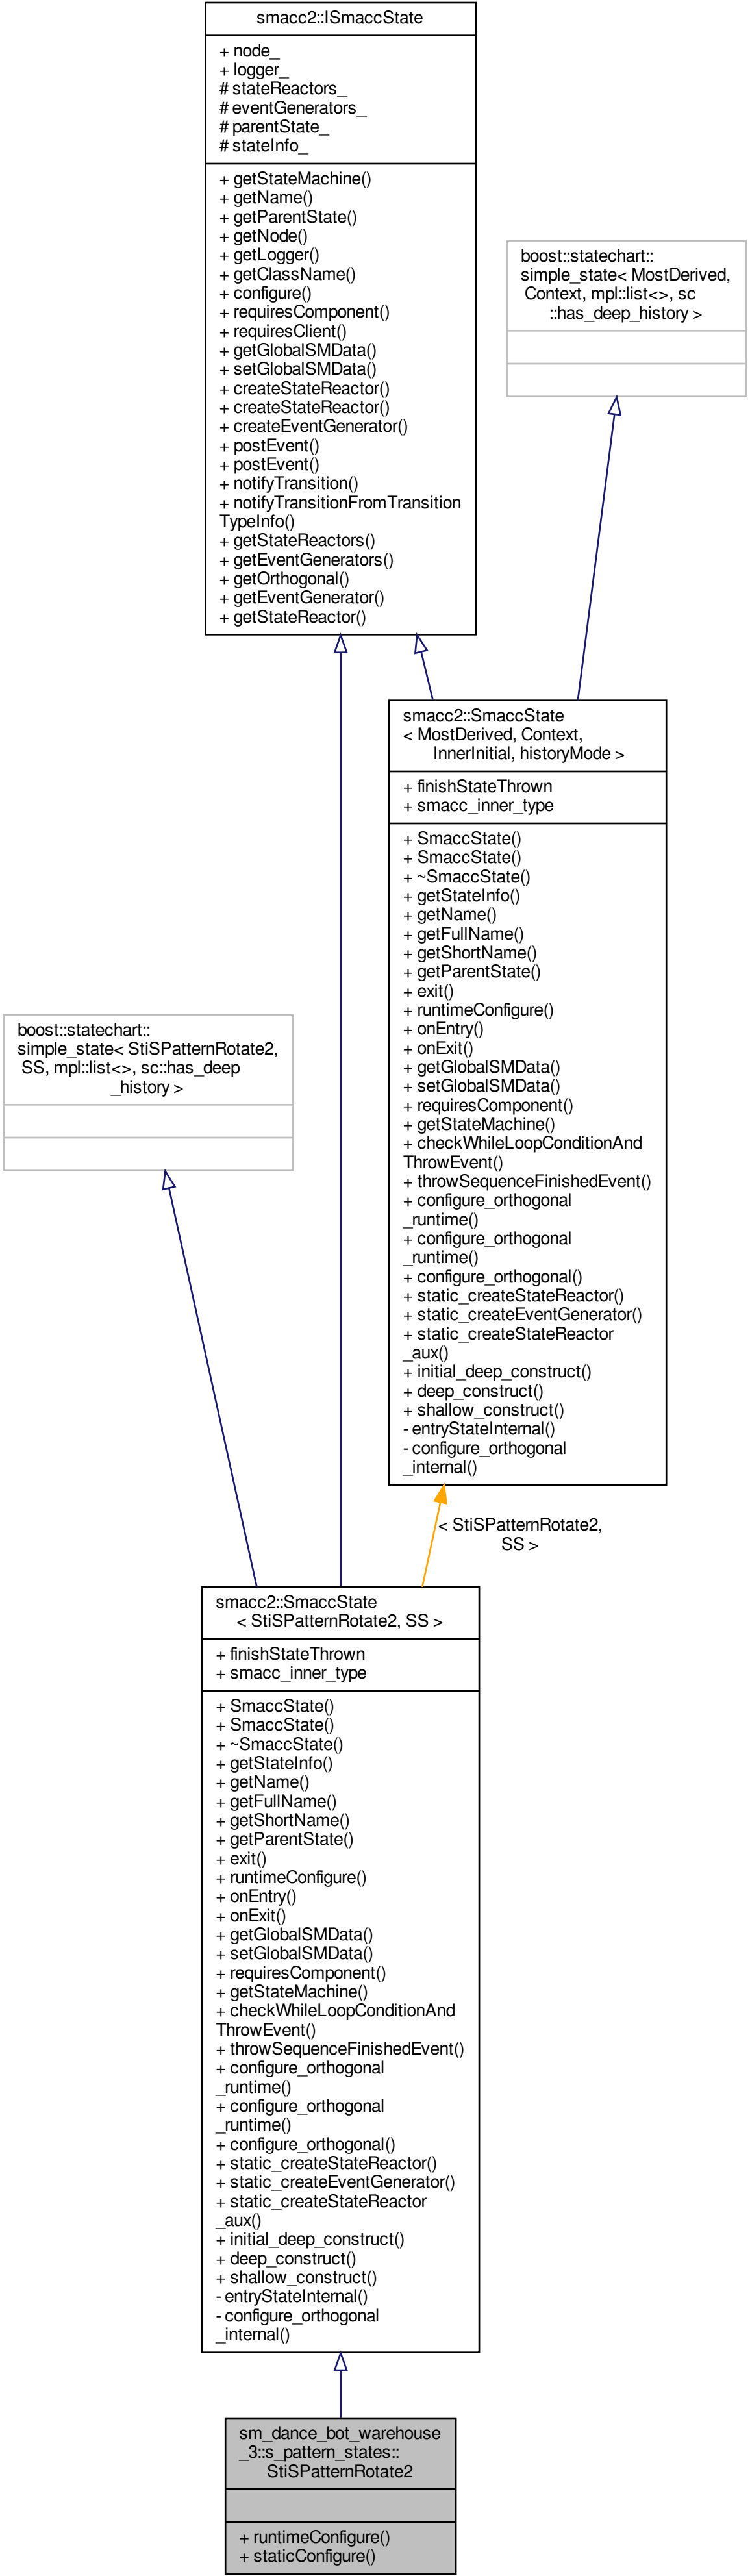 smacc2::ISmaccState
+ node_
+ logger_
# stateReactors_
# eventGenerators_
# parentState_
# stateInfo_
+ getStateMachine()
+ getName()
+ getParentState()
+ getNode()
+ getLogger()
+ getClassName()
+ configure()
+ requiresComponent()
+ requiresClient()
+ getGlobalSMData()
+ setGlobalSMData()
+ createStateReactor()
+ createStateReactor()
+ createEventGenerator()
+ postEvent()
+ postEvent()
+ notifyTransition()
+ notifyTransitionFromTransition
TypeInfo()
+ getStateReactors()
+ getEventGenerators()
+ getOrthogonal()
+ getEventGenerator()
+ getStateReactor()
boost::statechart::
simple_state< MostDerived,
Context, mpl::list<>, sc
::has_deep_history >
smacc2::SmaccState
< MostDerived, Context,
InnerInitial, historyMode >
+ finishStateThrown
+ smacc_inner_type
+ SmaccState()
+ SmaccState()
+ ~SmaccState()
+ getStateInfo()
+ getName()
+ getFullName()
+ getShortName()
+ getParentState()
+ exit()
+ runtimeConfigure()
+ onEntry()
+ onExit()
+ getGlobalSMData()
+ setGlobalSMData()
+ requiresComponent()
+ getStateMachine()
+ checkWhileLoopConditionAnd
ThrowEvent()
+ throwSequenceFinishedEvent()
+ configure_orthogonal
_runtime()
+ configure_orthogonal
_runtime()
+ configure_orthogonal()
+ static_createStateReactor()
+ static_createEventGenerator()
+ static_createStateReactor
_aux()
+ initial_deep_construct()
+ deep_construct()
+ shallow_construct()
- entryStateInternal()
- configure_orthogonal
_internal()
boost::statechart::
simple_state< StiSPatternRotate2,
SS, mpl::list<>, sc::has_deep
_history >
< StiSPatternRotate2,
SS >
smacc2::SmaccState
< StiSPatternRotate2, SS >
+ finishStateThrown
+ smacc_inner_type
+ SmaccState()
+ SmaccState()
+ ~SmaccState()
+ getStateInfo()
+ getName()
+ getFullName()
+ getShortName()
+ getParentState()
+ exit()
+ runtimeConfigure()
+ onEntry()
+ onExit()
+ getGlobalSMData()
+ setGlobalSMData()
+ requiresComponent()
+ getStateMachine()
+ checkWhileLoopConditionAnd
ThrowEvent()
+ throwSequenceFinishedEvent()
+ configure_orthogonal
_runtime()
+ configure_orthogonal
_runtime()
+ configure_orthogonal()
+ static_createStateReactor()
+ static_createEventGenerator()
+ static_createStateReactor
_aux()
+ initial_deep_construct()
+ deep_construct()
+ shallow_construct()
- entryStateInternal()
- configure_orthogonal
_internal()
sm_dance_bot_warehouse
_3::s_pattern_states::
StiSPatternRotate2
+ runtimeConfigure()
+ staticConfigure()